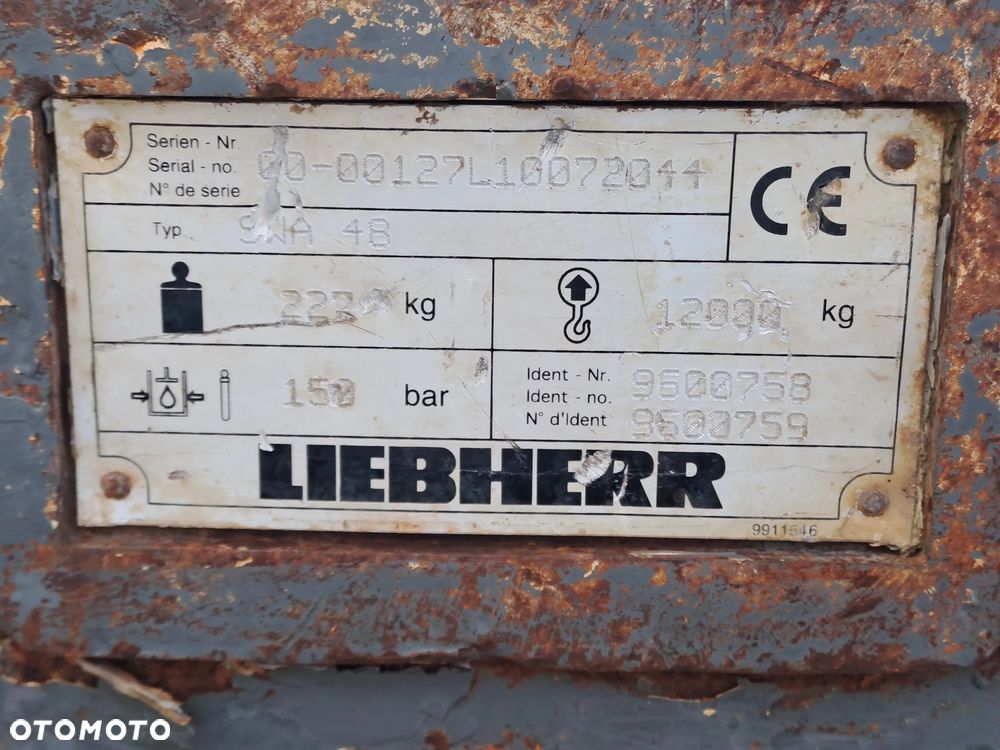 Serien - Nr.
Serial - no. 00-00127L10072044
N° de serie
CE
Typ SWA 48
223 kg
12000 kg
150 bar
Ident - Nr. 9600758
Ident - no.
N° d'Ident 9600759
LIEBHERR
9911546
OTOMOTO